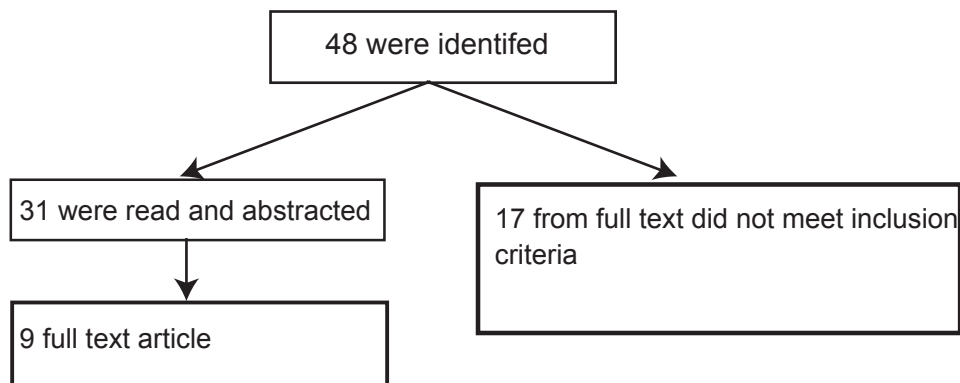 48 were identifed
31 were read and abstracted
17 from full text did not meet inclusion
criteria
9 full text article